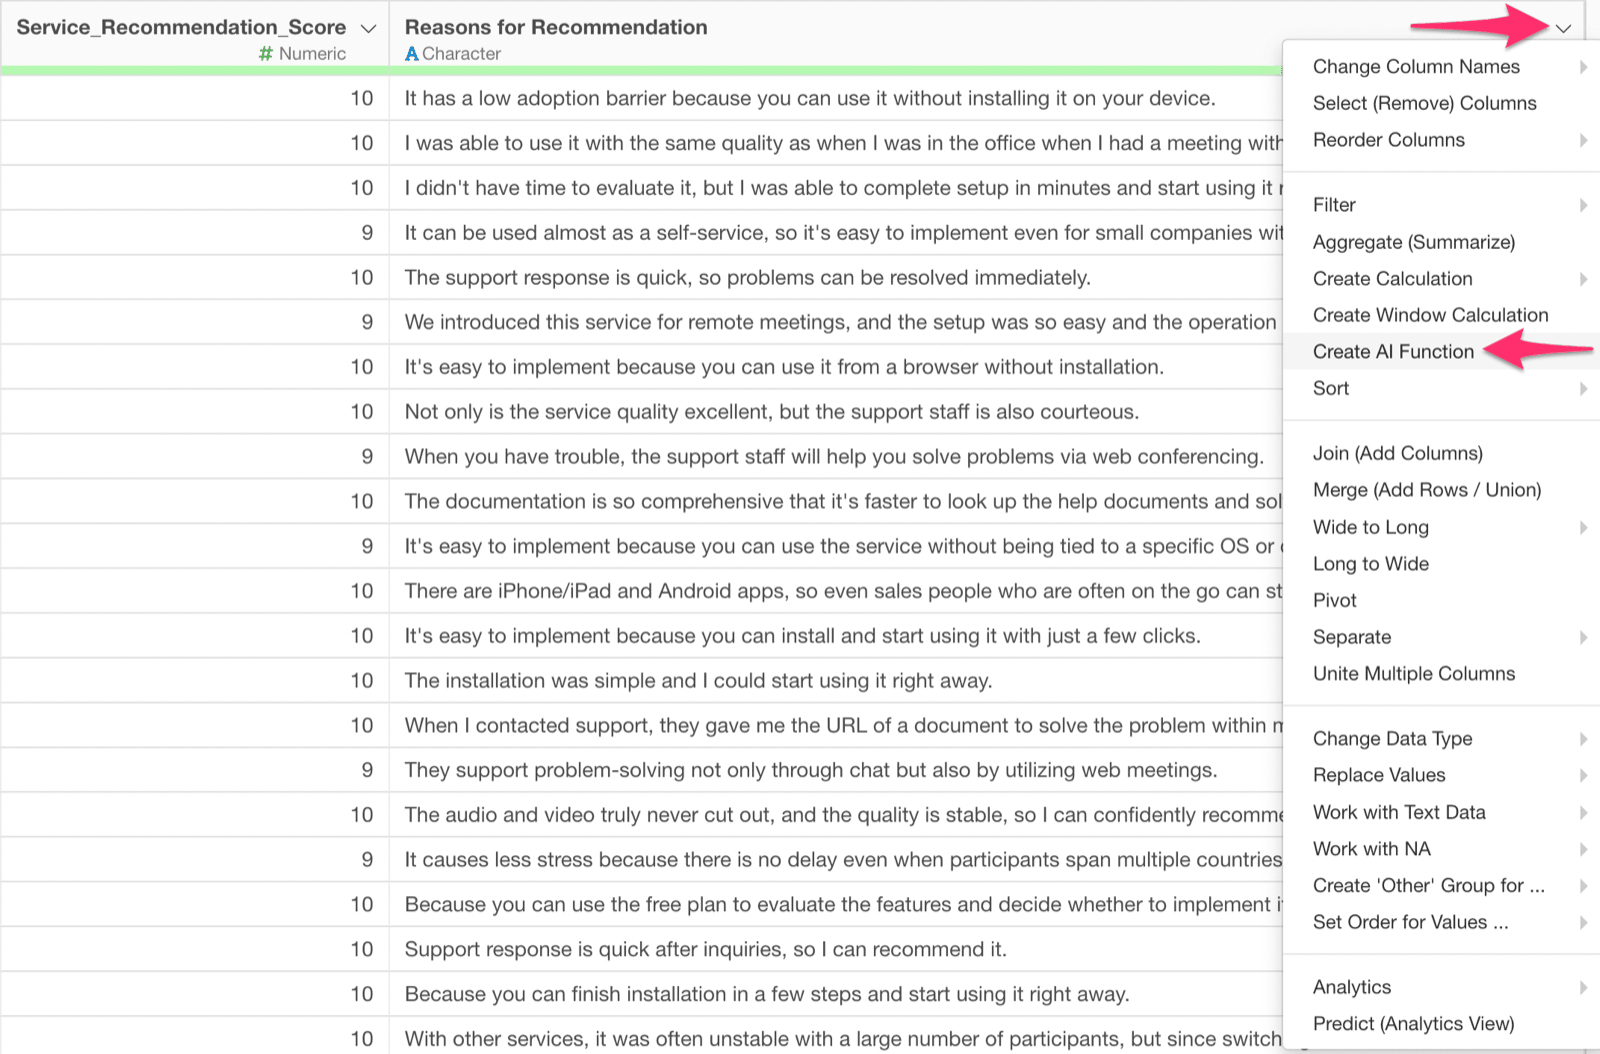 Service_Recommendation_Score
# Numeric
Reasons for Recommendation
A Character
10 It has a low adoption barrier because you can use it without installing it on your device.
10 I was able to use it with the same quality as when I was in the office when I had a meeting with
10 I didn't have time to evaluate it, but I was able to complete setup in minutes and start using it
9 It can be used almost as a self-service, so it's easy to implement even for small companies
10 The support response is quick, so problems can be resolved immediately.
9 We introduced this service for remote meetings, and the setup was so easy and the operation
10 It's easy to implement because you can use it from a browser without installation.
10 Not only is the service quality excellent, but the support staff is also courteous.
9 When you have trouble, the support staff will help you solve problems via web conferencing.
10 The documentation is so comprehensive that it's faster to look up the help documents and
9 It's easy to implement because you can use the service without being tied to a specific OS or
10 There are iPhone/iPad and Android apps, so even sales people who are often on the go can
10 It's easy to implement because you can install and start using it with just a few clicks.
10 The installation was simple and I could start using it right away.
10 When I contacted support, they gave me the URL of a document to solve the problem within
9 They support problem-solving not only through chat but also by utilizing web meetings.
10 The audio and video truly never cut out, and the quality is stable, so I can confidently
9 It causes less stress because there is no delay even when participants span multiple countries
10 Because you can use the free plan to evaluate the features and decide whether to implement
10 Support response is quick after inquiries, so I can recommend it.
10 Because you can finish installation in a few steps and start using it right away.
10 With other services, it was often unstable with a large number of participants, but since
Change Column Names
Select (Remove) Columns
Reorder Columns
Filter
Aggregate (Summarize)
Create Calculation
Create Window Calculation
Create AI Function
Sort
Join (Add Columns)
Merge (Add Rows / Union)
Wide to Long
Long to Wide
Pivot
Separate
Unite Multiple Columns
Change Data Type
Replace Values
Work with Text Data
Work with NA
Create 'Other' Group for ...
Set Order for Values ...
Analytics
Predict (Analytics View)